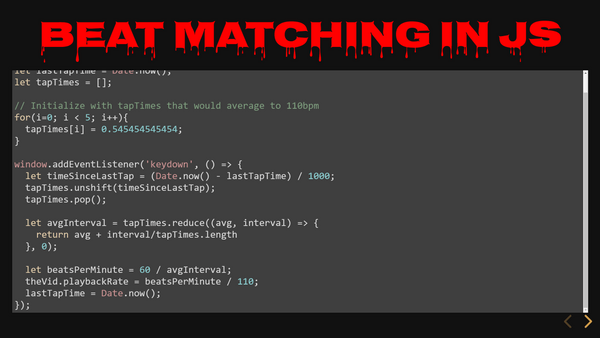 BEAT MATCHING IN JS
let lastTapTime = Date.now();
let tapTimes = [];
// Initialize with tapTimes that would average to 110bpm
for(i=0; i < 5; i++){
tapTimes[i] = 0.545454545454;
}
window.addEventListener('keydown', () => {
let timeSinceLastTap = (Date.now() - lastTapTime) / 1000;
tapTimes.unshift(timeSinceLastTap);
tapTimes.pop();
let avgInterval = tapTimes.reduce((avg, interval) => {
return avg + interval/tapTimes.length
}, 0);
let beatsPerMinute = 60 / avgInterval;
theVid.playbackRate = beatsPerMinute / 110;
lastTapTime = Date.now();
});